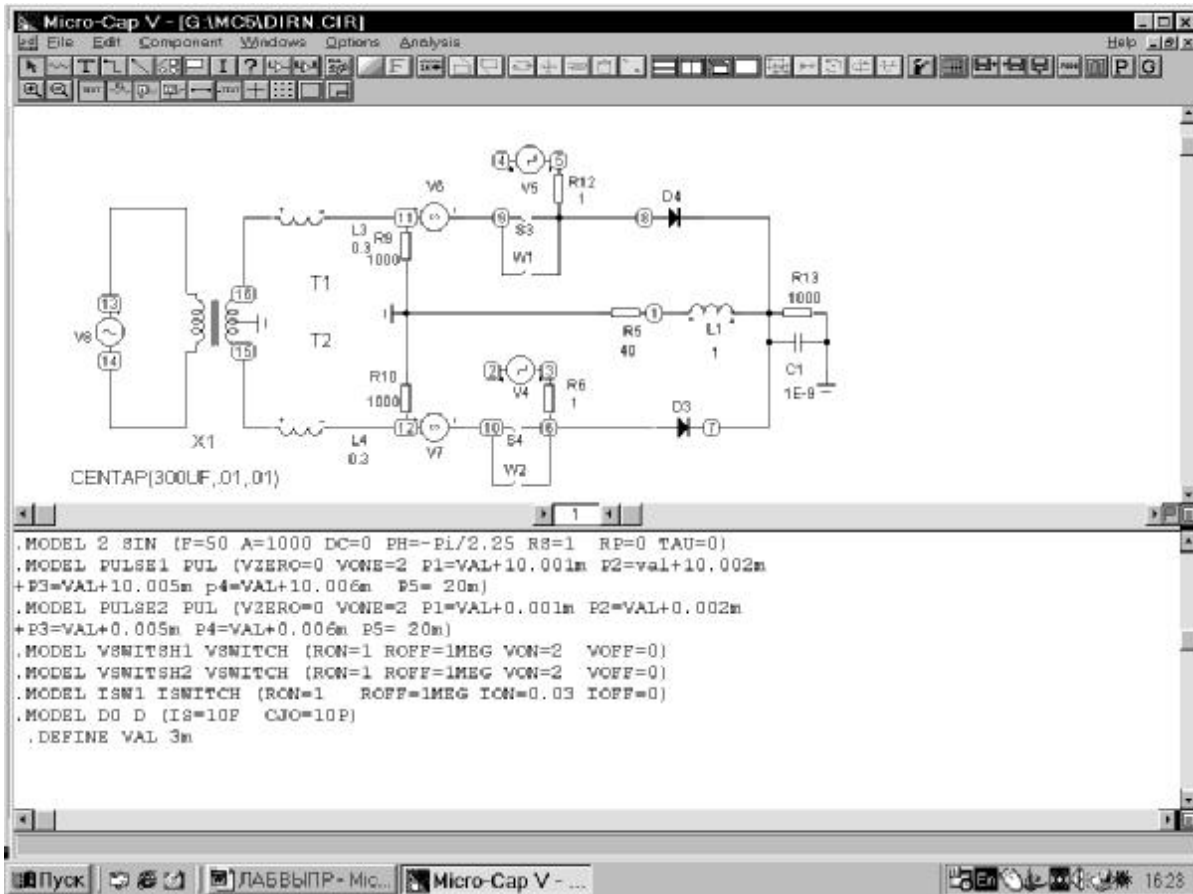 Micro-Cap V - [G:\MC5\DIRN.CIR]
File Edit Component Windows Options Analysis Help
T I ? F P G
4 5
V5
R12
1
V6
D4
11
9
S3
8
L3
0.3
R9
1000
W1
T1
R13
1000
13
16
V8
1
R5
40
L1
1
T2
14
15
C1
1E-9
2 3
V4
R10
1000
R6
1
D3
12
V7
10
S4
6
7
L4
0.3
W2
X1
CENTAP(300UF,.01,.01)
1
.MODEL 2 SIN (F=50 A=1000 DC=0 PH=-Pi/2.25 RS=1 RP=0 TAU=0)
.MODEL PULSE1 PUL (VZERO=0 VONE=2 P1=VAL+10.001m P2=val+10.002m
+P3=VAL+10.005m p4=VAL+10.006m P5= 20m)
.MODEL PULSE2 PUL (VZERO=0 VONE=2 P1=VAL+0.001m P2=VAL+0.002m
+P3=VAL+0.005m P4=VAL+0.006m P5= 20m)
.MODEL VSWITSH1 VSWITCH (RON=1 ROFF=1MEG VON=2 VOFF=0)
.MODEL VSWITSH2 VSWITCH (RON=1 ROFF=1MEG VON=2 VOFF=0)
.MODEL ISW1 ISWITCH (RON=1 ROFF=1MEG ION=0.03 IOFF=0)
.MODEL D0 D (IS=10F CJO=10P)
.DEFINE VAL 3m
Пуск ЛАБВЫПР - Mic... Micro-Cap V - ... En 16:23